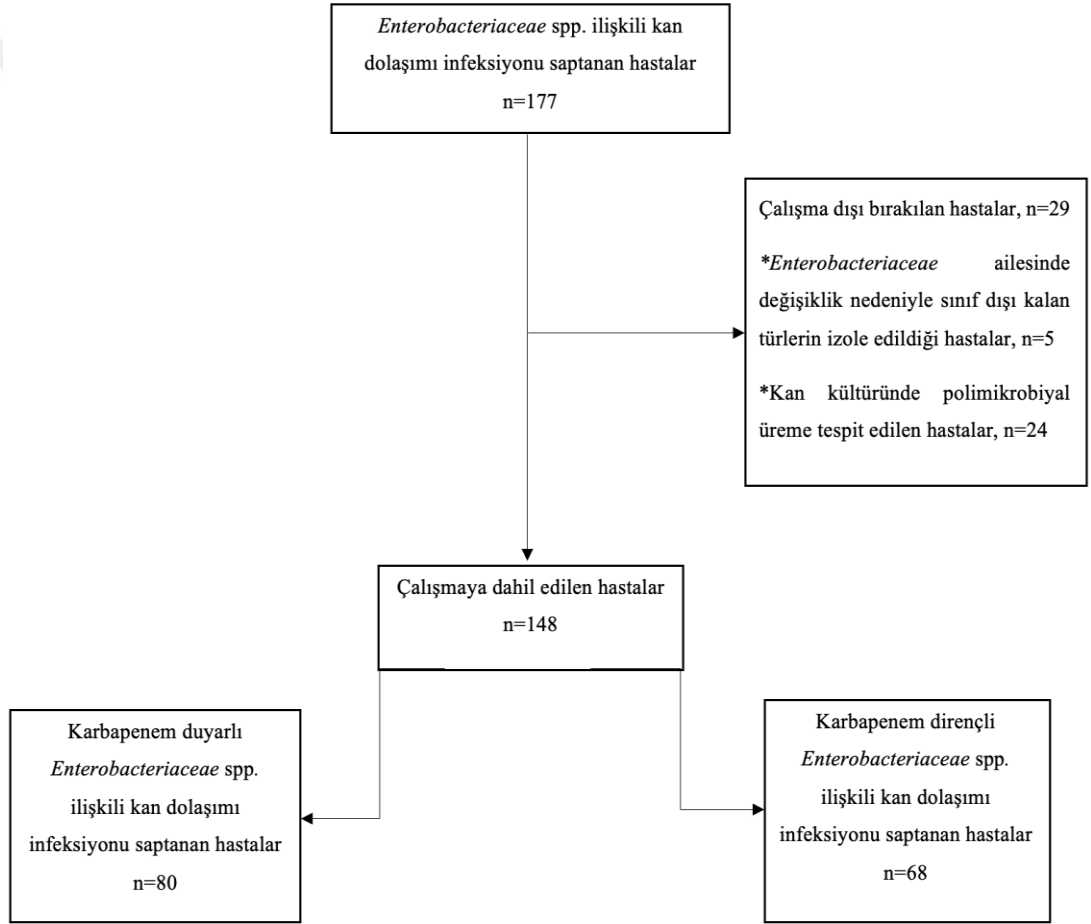 Enterobacteriaceae spp. ilişkili kan
dolaşımı infeksiyonu saptanan hastalar
n=177
Çalışma dışı bırakılan hastalar, n=29
*Enterobacteriaceae ailesinde
değişiklik nedeniyle sınıf dışı kalan
türlerin izole edildiği hastalar, n=5
*Kan kültüründe polimikrobiyal
üreme tespit edilen hastalar, n=24
Çalışmaya dahil edilen hastalar
n=148
Karbapenem duyarlı
Enterobacteriaceae spp.
ilişkili kan dolaşımı
infeksiyonu saptanan hastalar
n=80
Karbapenem dirençli
Enterobacteriaceae spp.
ilişkili kan dolaşımı
infeksiyonu saptanan hastalar
n=68